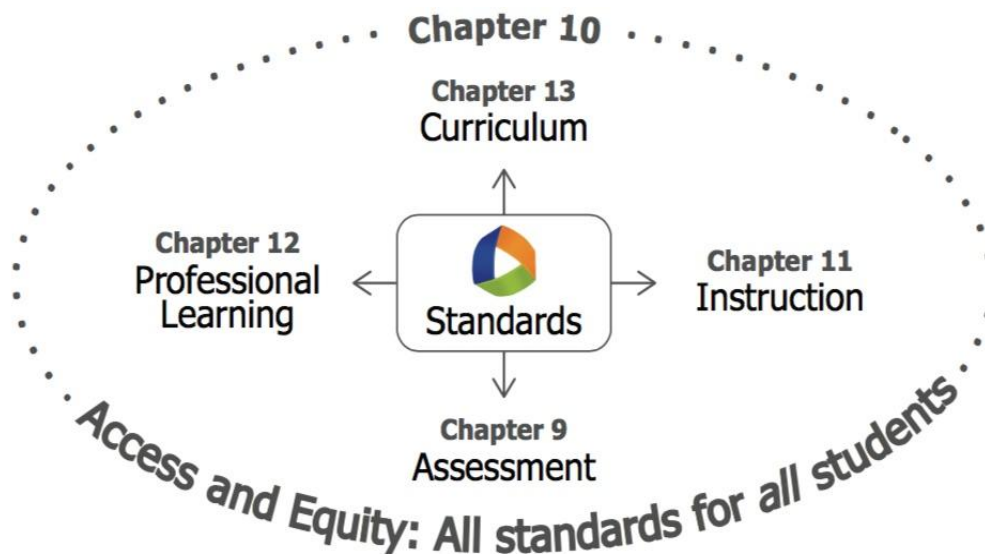 Chapter 10
Chapter 13
Curriculum
Chapter 12
Professional
Learning
Standards
Chapter 11
Instruction
Chapter 9
Assessment
Access and Equity: All standards for all students